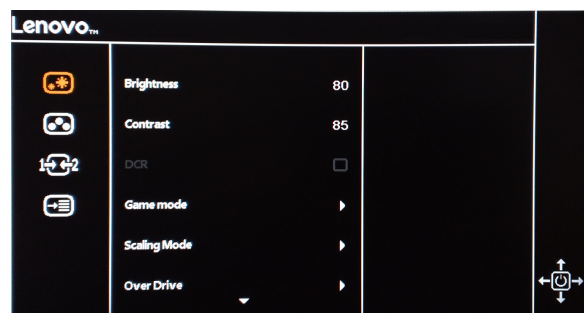 Lenovo™
Brightness 80
Contrast 85
1 2
DCR
Game mode
Scaling Mode
Over Drive